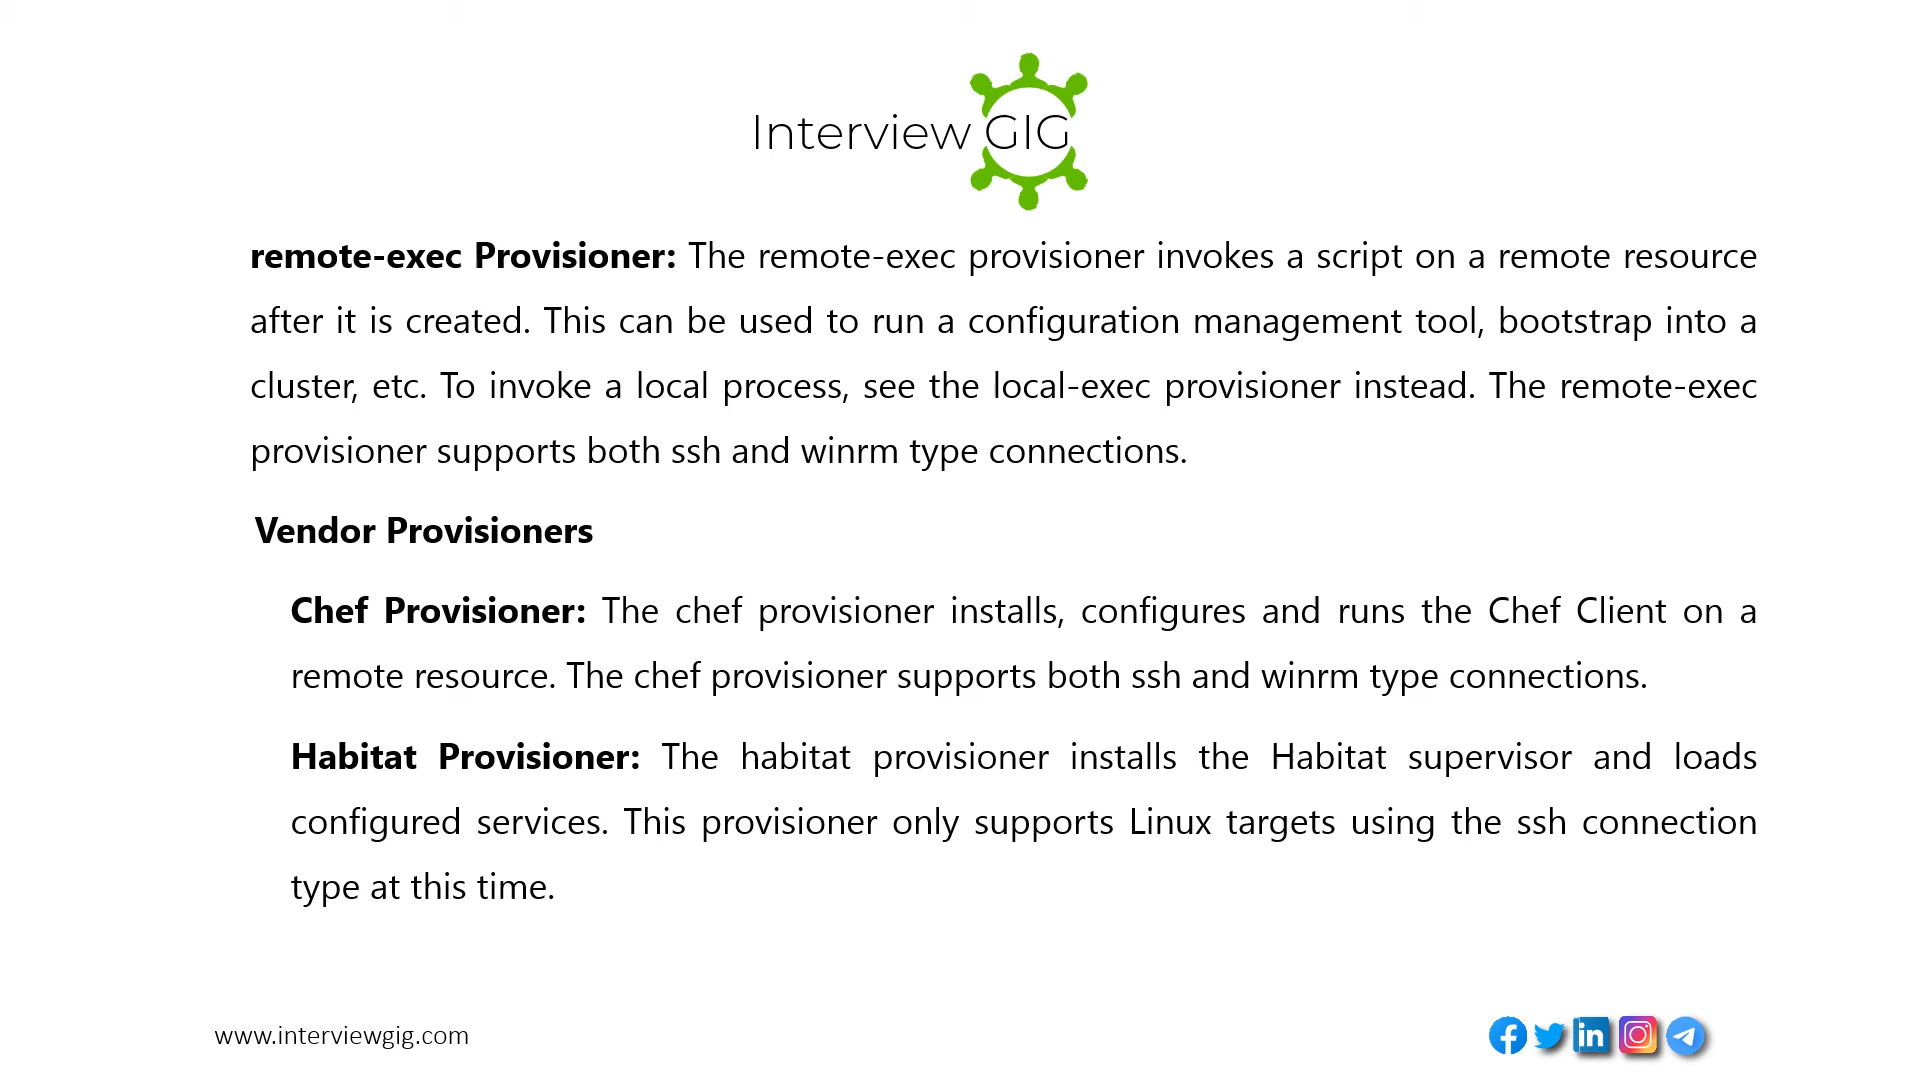 Interview GIG
remote-exec Provisioner: The remote-exec provisioner invokes a script on a remote resource
after it is created. This can be used to run a configuration management tool, bootstrap into a
cluster, etc. To invoke a local process, see the local-exec provisioner instead. The remote-exec
provisioner supports both ssh and winrm type connections.
Vendor Provisioners
Chef Provisioner: The chef provisioner installs, configures and runs the Chef Client on a
remote resource. The chef provisioner supports both ssh and winrm type connections.
Habitat Provisioner: The habitat provisioner installs the Habitat supervisor and loads
configured services. This provisioner only supports Linux targets using the ssh connection
type at this time.
www.interviewgig.com